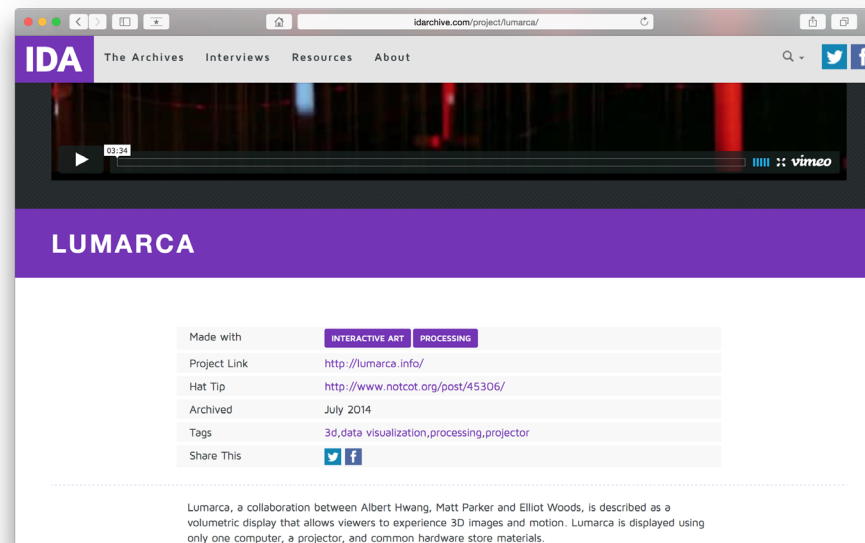 idarchive.com/project/lumarca/
IDA
The Archives Interviews Resources About
03:34
vimeo
LUMARCA
Made with INTERACTIVE ART PROCESSING
Project Link http://lumarca.info/
Hat Tip http://www.notcot.org/post/45306/
Archived July 2014
Tags 3d,data visualization,processing,projector
Share This
Lumarca, a collaboration between Albert Hwang, Matt Parker and Elliot Woods, is described as a
volumetric display that allows viewers to experience 3D images and motion. Lumarca is displayed using
only one computer, a projector, and common hardware store materials.